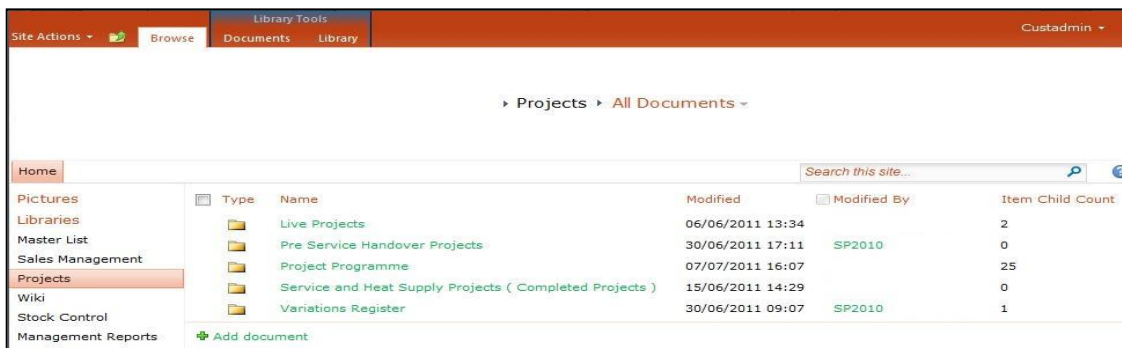 Library Tools
Site Actions Browse Documents Library Custadmin
Projects All Documents
Home Search this site...
Pictures
Libraries
Master List
Sales Management
Projects
Wiki
Stock Control
Management Reports
Type Name Modified Modified By Item Child Count
Live Projects 06/06/2011 13:34 2
Pre Service Handover Projects 30/06/2011 17:11 SP2010 0
Project Programme 07/07/2011 16:07 25
Service and Heat Supply Projects ( Completed Projects ) 15/06/2011 14:29 0
Variations Register 30/06/2011 09:07 SP2010 1
Add document